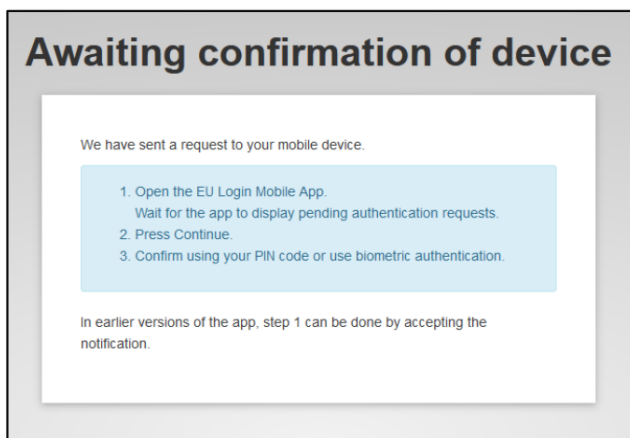 Awaiting confirmation of device
We have sent a request to your mobile device.
1. Open the EU Login Mobile App.
Wait for the app to display pending authentication requests.
2. Press Continue.
3. Confirm using your PIN code or use biometric authentication.
In earlier versions of the app, step 1 can be done by accepting the
notification.